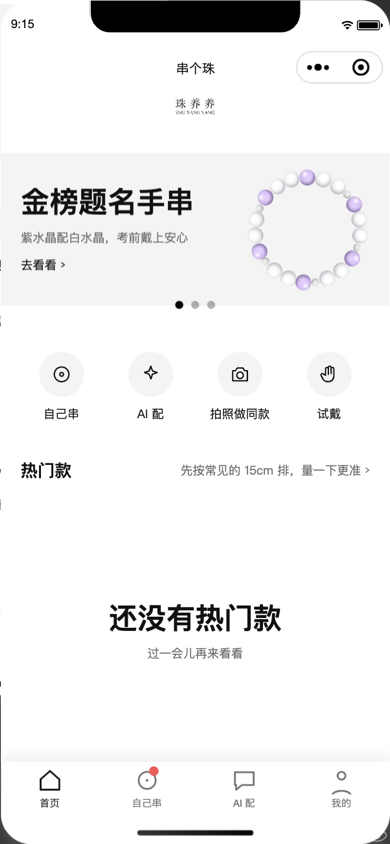 9:15
串个珠
珠养养
ZHU YANG YANG
金榜题名手串
紫水晶配白水晶，考前戴上安心
去看看 >
自己串
AI 配
拍照做同款
试戴
热门款
先按常见的 15cm 排，量一下更准 >
还没有热门款
过一会儿再来看看
首页
自己串
AI 配
我的